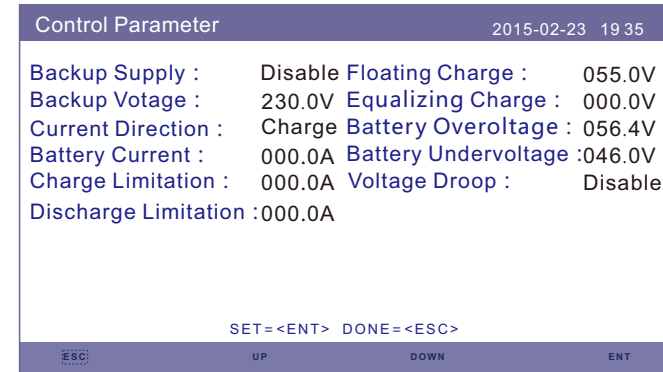 Control Parameter 2015-02-23 19 35
Backup Supply : Disable Floating Charge : 055.0V
Backup Votage : 230.0V Equalizing Charge : 000.0V
Current Direction : Charge Battery Overoltage : 056.4V
Battery Current : 000.0A Battery Undervoltage :046.0V
Charge Limitation : 000.0A Voltage Droop : Disable
Discharge Limitation :000.0A
SET=<ENT> DONE=<ESC>
ESC UP DOWN ENT